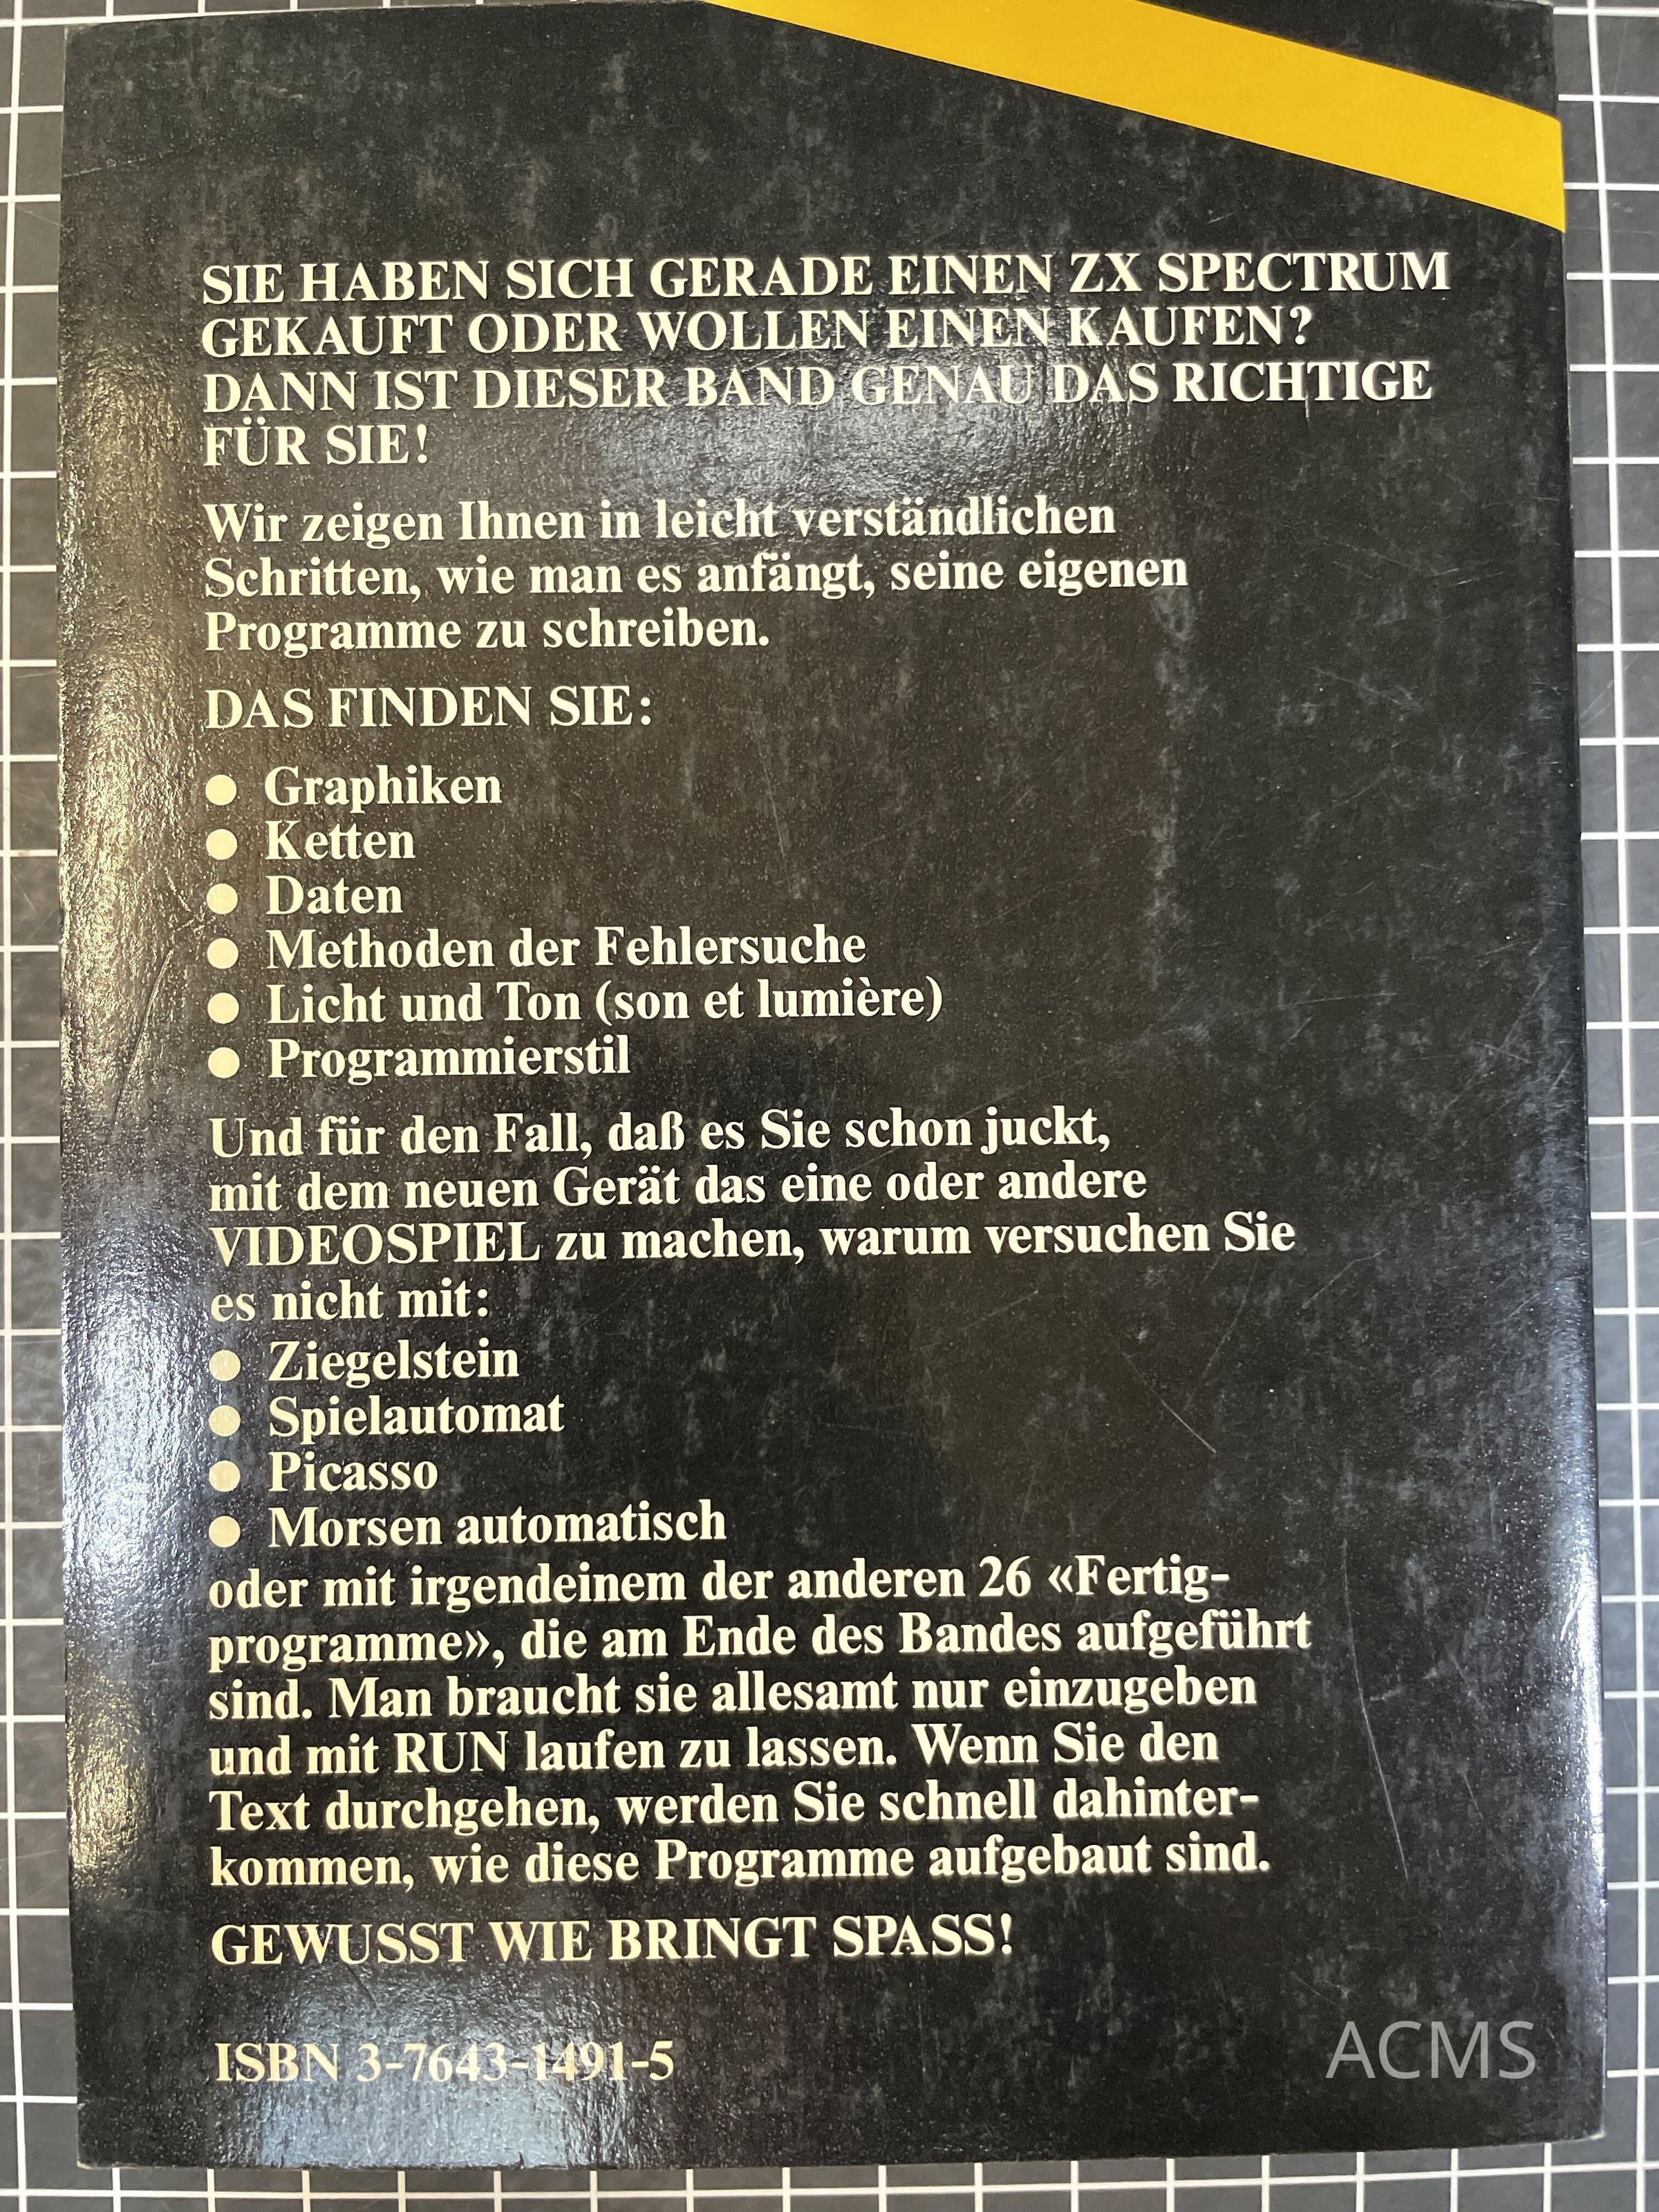 SIE HABEN SICH GERADE EINEN ZX SPECTRUM
GEKAUFT ODER WOLLEN EINEN KAUFEN?
DANN IST DIESER BAND GENAU DAS RICHTIGE
FÜR SIE!
Wir zeigen Ihnen in leicht verständlichen
Schritten, wie man es anfängt, seine eigenen
Programme zu schreiben.
DAS FINDEN SIE:
● Graphiken
● Ketten
● Daten
● Methoden der Fehlersuche
● Licht und Ton (son et lumière)
● Programmierstil
Und für den Fall, daß es Sie schon juckt,
mit dem neuen Gerät das eine oder andere
VIDEOSPIEL zu machen, warum versuchen Sie
es nicht mit:
● Ziegelstein
● Spielautomat
● Picasso
● Morsen automatisch
oder mit irgendeinem der anderen 26 «Fertig-
programme», die am Ende des Bandes aufgeführt
sind. Man braucht sie allesamt nur einzugeben
und mit RUN laufen zu lassen. Wenn Sie den
Text durchgehen, werden Sie schnell dahinter-
kommen, wie diese Programme aufgebaut sind.
GEWUSST WIE BRINGT SPASS!
ISBN 3-7643-1491-5
ACMS